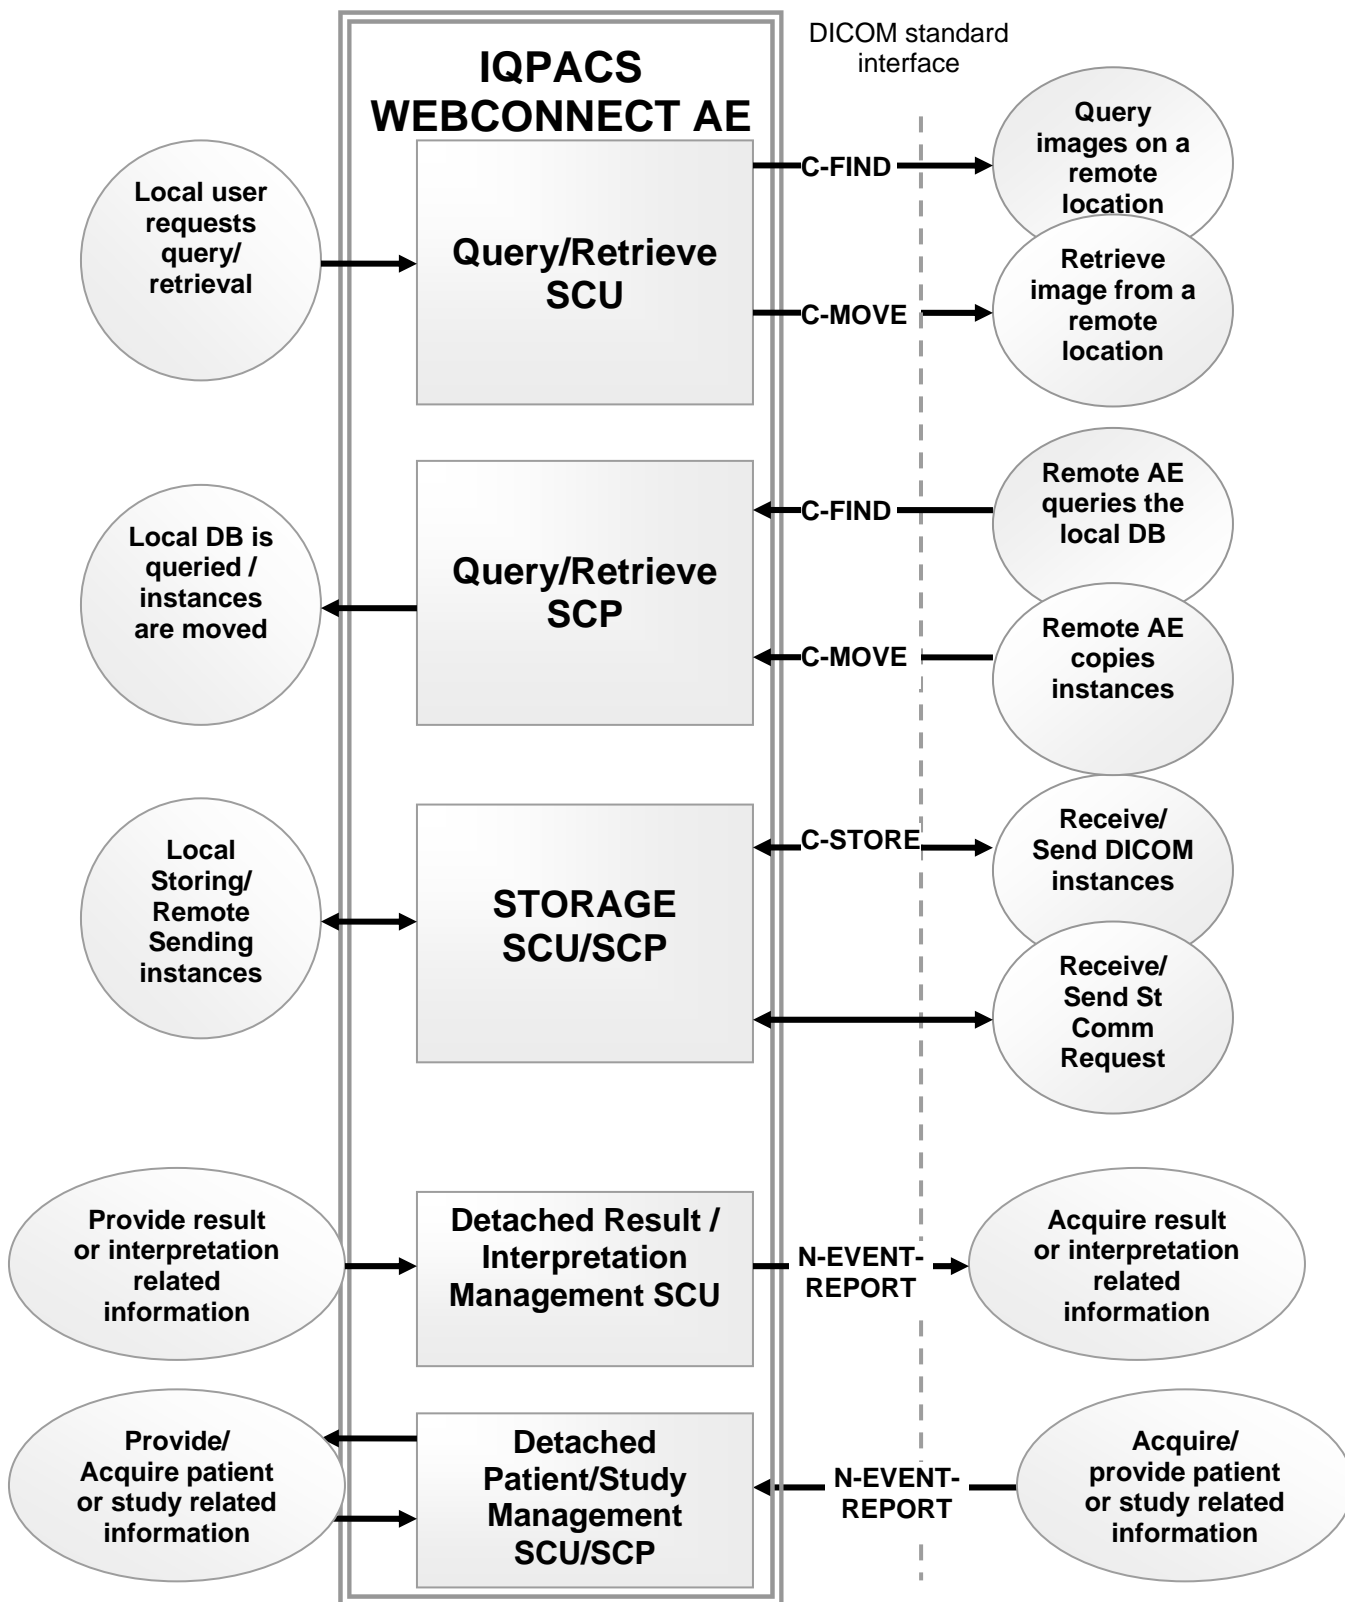 DICOM standard
interface
IQPACS
WEBCONNECT AE
Local user
requests
query/
retrieval
Query/Retrieve
SCU
C-FIND
C-MOVE
Query
images on a
remote
location
Retrieve
image from a
remote
location
Local DB is
queried /
instances
are moved
Query/Retrieve
SCP
C-FIND
C-MOVE
Remote AE
queries the
local DB
Remote AE
copies
instances
Local
Storing/
Remote
Sending
instances
STORAGE
SCU/SCP
C-STORE
Receive/
Send DICOM
instances
Receive/
Send St
Comm
Request
Provide result
or interpretation
related
information
Detached Result /
Interpretation
Management SCU
N-EVENT-
REPORT
Acquire result
or interpretation
related
information
Provide/
Acquire patient
or study related
information
Detached
Patient/Study
Management
SCU/SCP
N-EVENT-
REPORT
Acquire/
provide patient
or study related
information